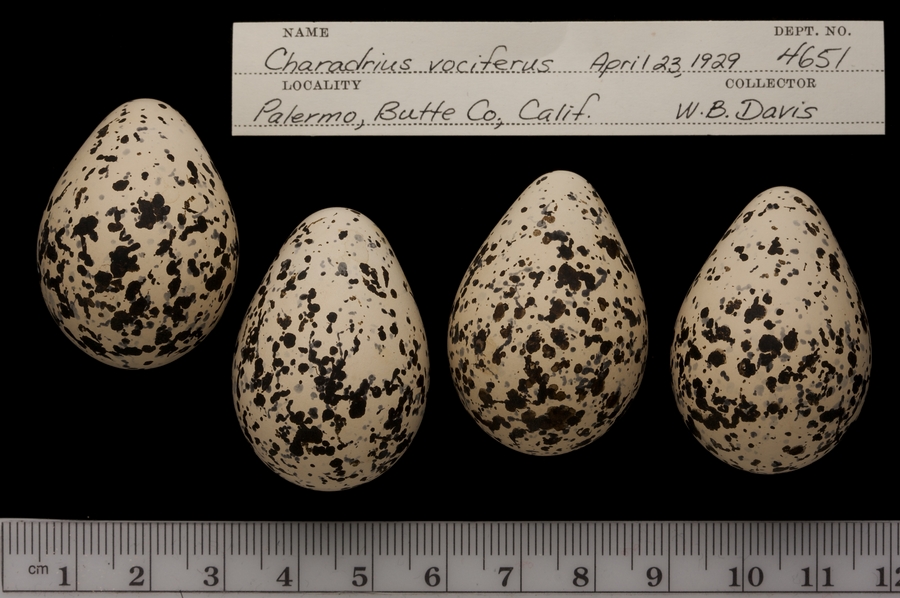 NAME DEPT. NO.
Charadrius vociferus April 23, 1929 4651
LOCALITY COLLECTOR
Palermo, Butte Co., Calif. W.B. Davis
cm 1 2 3 4 5 6 7 8 9 10 11 12